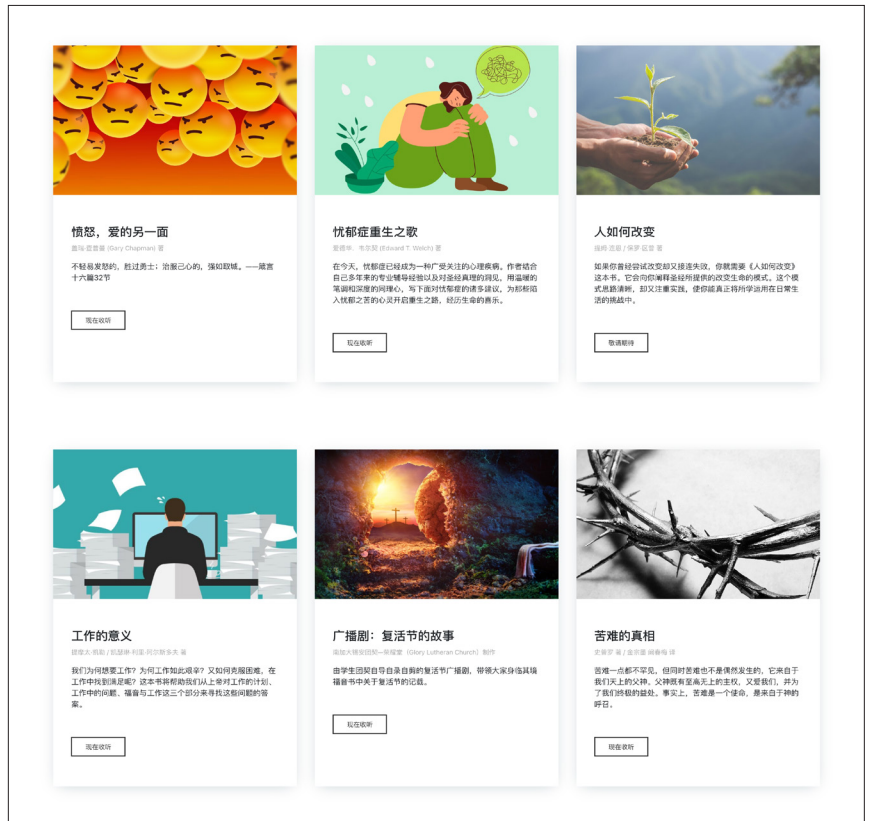 愤怒，爱的另一面
盖瑞·查普曼 (Gary Chapman) 著
不轻易发怒的，胜过勇士；治服己心的，强如取城。——箴言
十六篇32节
现在收听
忧郁症重生之歌
爱德华．韦尔契 (Edward T. Welch) 著
在今天，忧郁症已经成为一种广受关注的心理疾病。作者结合
自己多年来的专业辅导经验以及对圣经真理的洞见，用温暖的
笔调和深度的同理心，写下面对忧郁症的诸多建议，为那些陷
入忧郁之苦的心灵开启重生之路，经历生命的喜乐。
现在收听
人如何改变
提姆·连恩 / 保罗·区普 著
如果你曾经尝试改变却又接连失败，你就需要《人如何改变》
这本书。它会向你阐释圣经所提供的改变生命的模式。这个模
式思路清晰，却又注重实践，使你能真正将所学运用在日常生
活的挑战中。
敬请期待
工作的意义
提摩太·凯勒 / 凯瑟琳·利里·阿尔斯多夫 著
我们为何想要工作？为何工作如此艰辛？又如何克服困难，在
工作中找到满足呢？这本书将帮助我们从上帝对工作的计划、
工作中的问题、福音与工作这三个部分来寻找这些问题的答
案。
现在收听
广播剧：复活节的故事
南加大锡安团契—荣耀堂（Glory Lutheran Church）制作
由学生团契自导自录自剪的复活节广播剧，带领大家身临其境
福音书中关于复活节的记载。
现在收听
苦难的真相
史普罗 著 / 金京
苦难一点都不罕见，但同时苦难也不是偶然发生的，它来自于
我们天上的父神。父神既有至高无上的主权，又爱我们，并为
了我们终极的益处。事实上，苦难是一个使命，是来自于神的
呼召。
现在收听